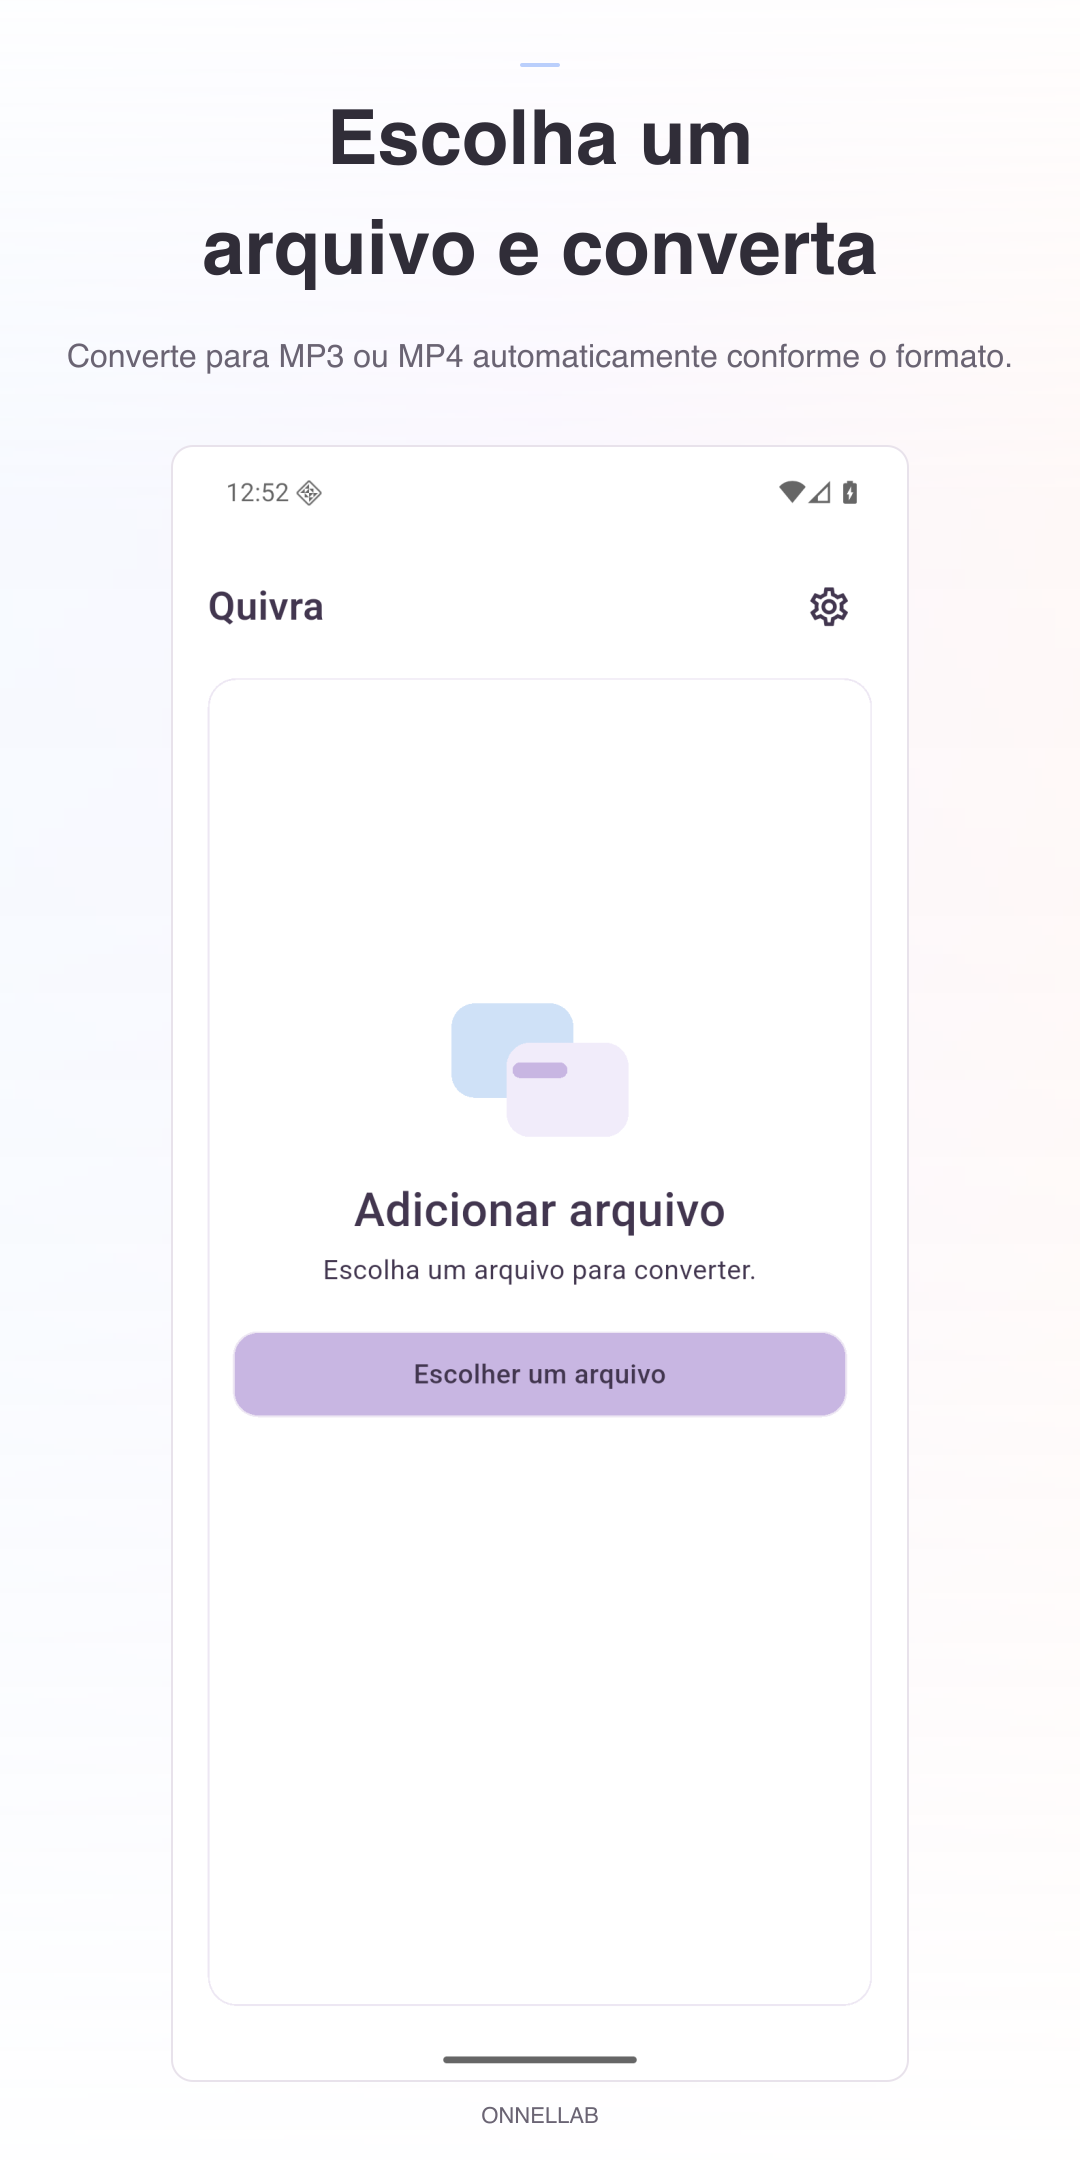 Escolha um
arquivo e converta
Converte para MP3 ou MP4 automaticamente conforme o formato.
12:52
Quivra
Adicionar arquivo
Escolha um arquivo para converter.
Escolher um arquivo
ONNELLAB